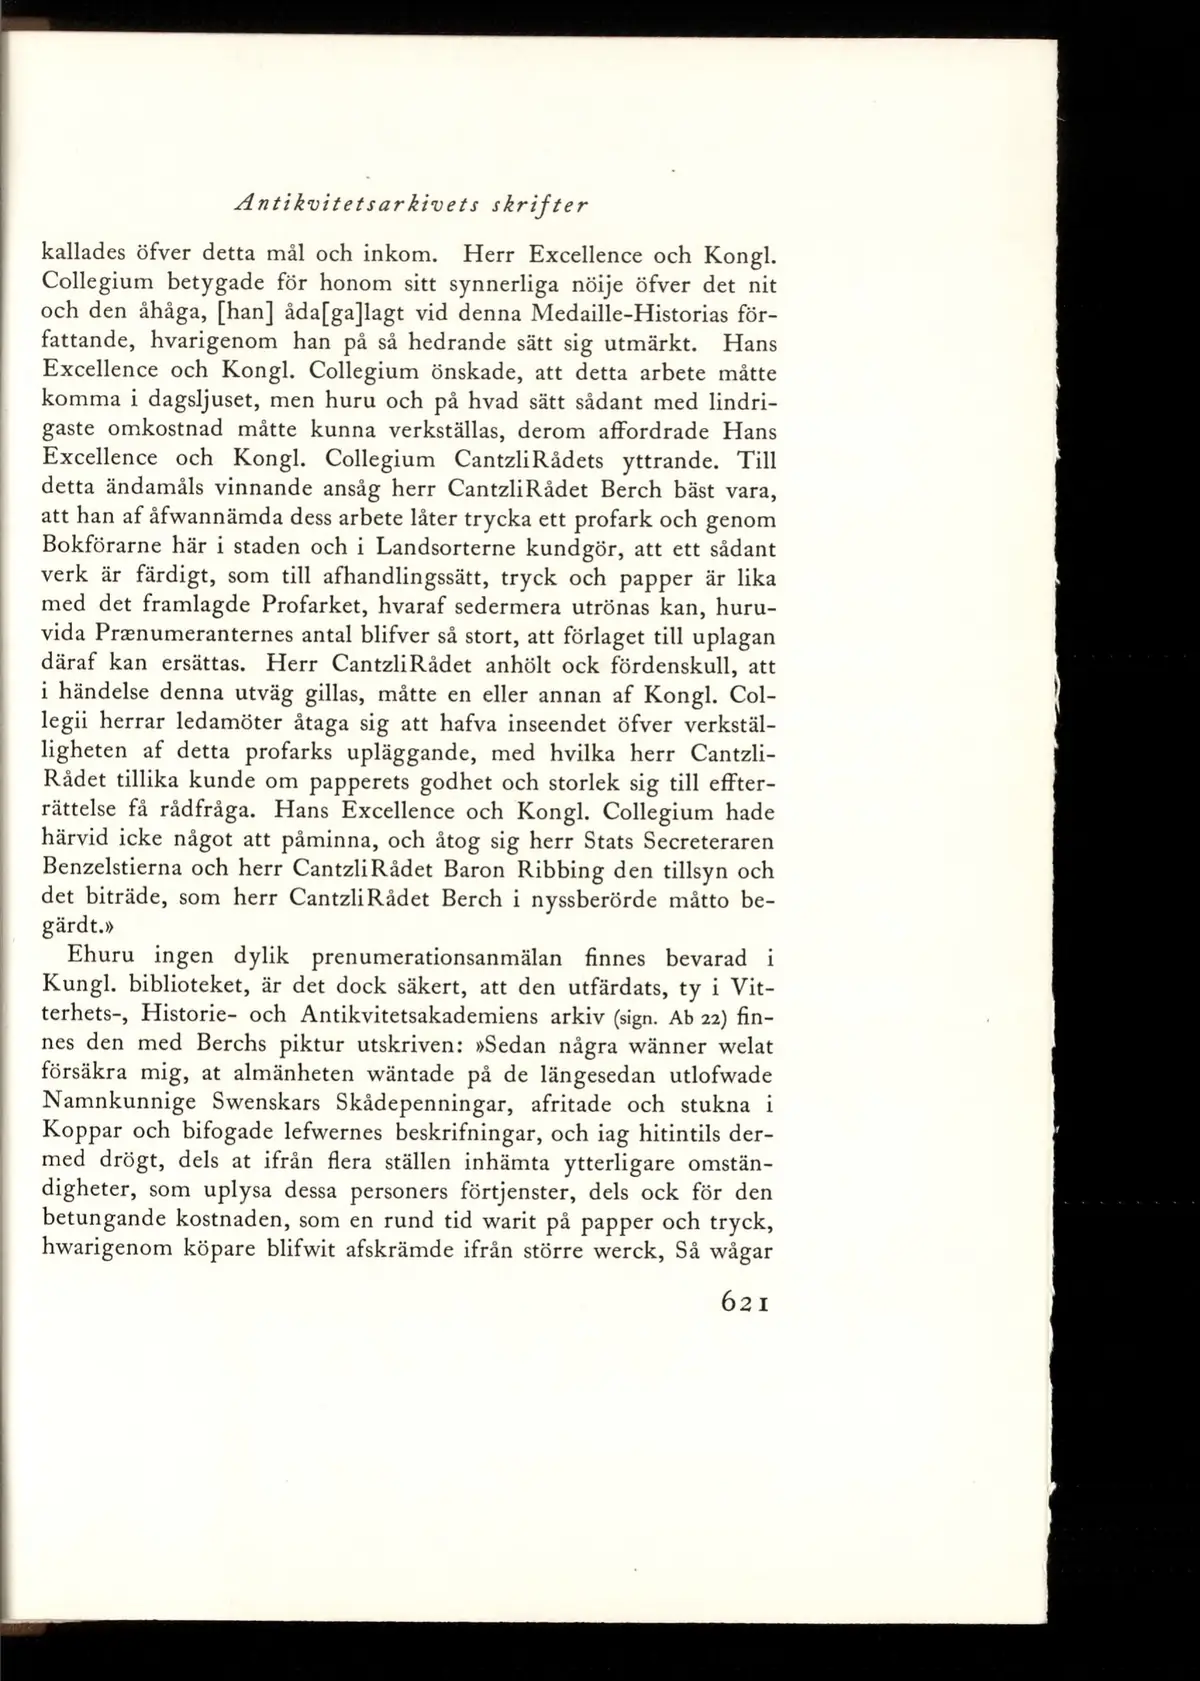 Antikvitetsarkivets skrifter
kallades öfver detta mål och inkom. Herr Excellence och Kongl.
Collegium betygade för honom sitt synnerliga nöije öfver det nit
och den åhåga, [han] åda[ga]lagt vid denna Medaille-Historias för-
fattande, hvarigenom han på så hedrande sätt sig utmärkt. Hans
Excellence och Kongl. Collegium önskade, att detta arbete måtte
komma i dagsljuset, men huru och på hvad sätt sådant med lindri-
gaste omkostnad måtte kunna verkställas, derom affordrade Hans
Excellence och Kongl. Collegium CantzliRådets yttrande. Till
detta ändamåls vinnande ansåg herr CantzliRådet Berch bäst vara,
att han af åfwannämda dess arbete låter trycka ett profark och genom
Bokförarne här i staden och i Landsorterne kundgör, att ett sådant
verk är färdigt, som till afhandlingssätt, tryck och papper är lika
med det framlagde Profarket, hvaraf sedermera utrönas kan, huru-
vida Prænumeranternes antal blifver så stort, att förlaget till uplagan
däraf kan ersättas. Herr CantzliRådet anhölt ock fördenskull, att
i händelse denna utväg gillas, måtte en eller annan af Kongl. Col-
legii herrar ledamöter åtaga sig att hafva inseendet öfver verkstäl-
ligheten af detta profarks upläggande, med hvilka herr Cantzli-
Rådet tillika kunde om papperets godhet och storlek sig till effter-
rättelse få rådfråga. Hans Excellence och Kongl. Collegium hade
härvid icke något att påminna, och åtog sig herr Stats Secreteraren
Benzelstierna och herr CantzliRådet Baron Ribbing den tillsyn och
det biträde, som herr CantzliRådet Berch i nyssberörde måtto be-
gärdt.»
Ehuru ingen dylik prenumerationsanmälan finnes bevarad i
Kungl. biblioteket, är det dock säkert, att den utfärdats, ty i Vit-
terhets-, Historie- och Antikvitetsakademiens arkiv (sign. Ab 22) fin-
nes den med Berchs piktur utskriven: »Sedan några wänner welat
försäkra mig, at almänheten wäntade på de längesedan utlofwade
Namnkunnige Swenskars Skådepenningar, afritade och stukna i
Koppar och bifogade lefwernes beskrifningar, och iag hitintils der-
med drögt, dels at ifrån flera ställen inhämta ytterligare omstän-
digheter, som uplysa dessa personers förtjenster, dels ock för den
betungande kostnaden, som en rund tid warit på papper och tryck,
hwarigenom köpare blifwit afskrämde ifrån större werck, Så wågar
621